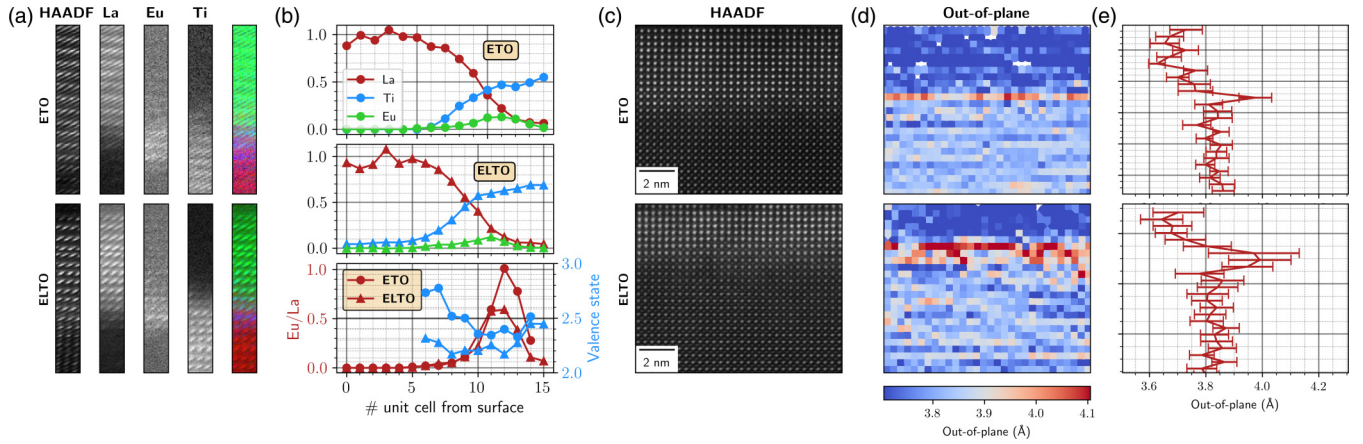 (a) HAADF La Eu Ti
ETO
ELTO
(b)
1.0
0.5
0.0
ETO
La
Ti
Eu
1.0
0.5
0.0
ELTO
1.0
0.5
0.0
Eu/La
ETO
ELTO
3.0
2.5
2.0
Valence state
0 5 10 15
# unit cell from surface
(c) HAADF
ETO
2 nm
ELTO
2 nm
(d) Out-of-plane
3.8 3.9 4.0 4.1
Out-of-plane (Å)
(e)
3.6 3.8 4.0 4.2
Out-of-plane (Å)